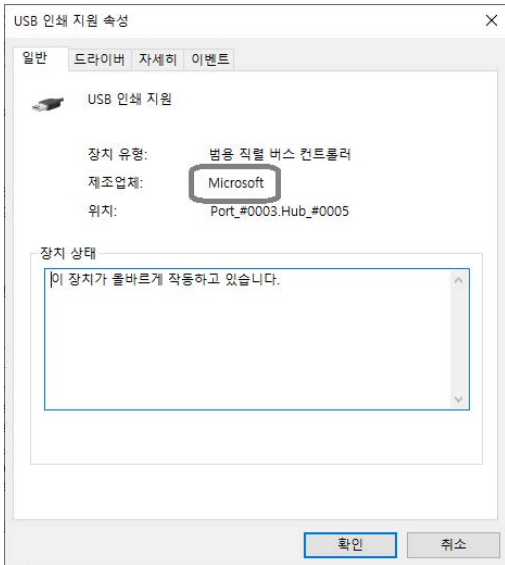 USB 인쇄 지원 속성
일반 드라이버 자세히 이벤트
USB 인쇄 지원
장치 유형: 범용 직렬 버스 컨트롤러
제조업체: Microsoft
위치: Port_#0003.Hub_#0005
장치 상태
이 장치가 올바르게 작동하고 있습니다.
확인 취소